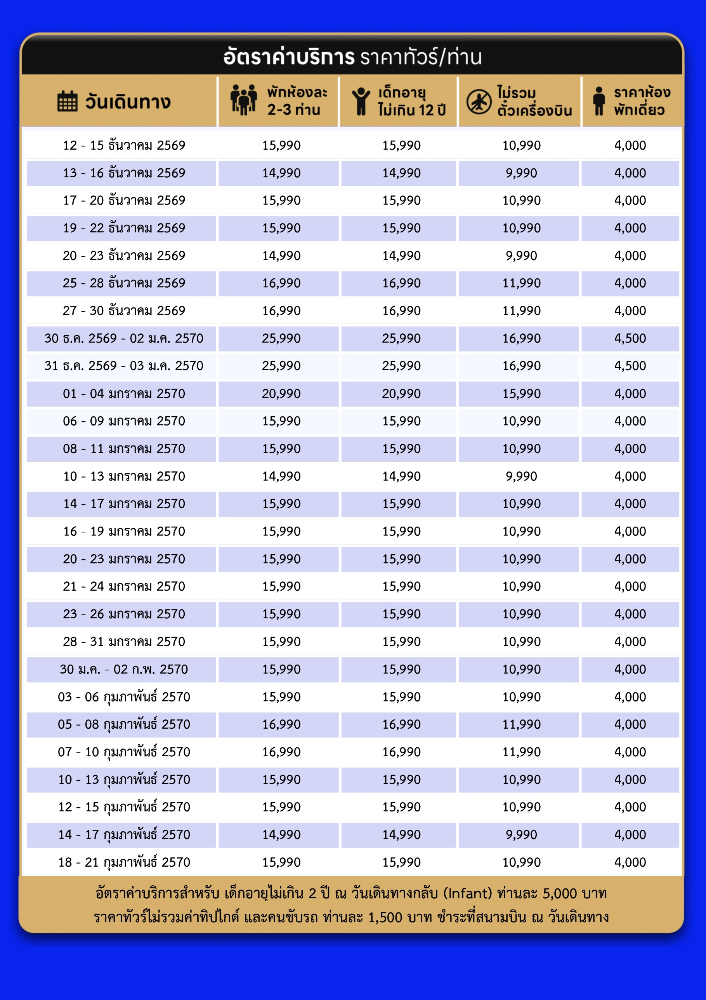 อัตราค่าบริการ ราคาทัวร์/ท่าน
วันเดินทาง พักห้องละ 2-3 ท่าน เด็กอายุ ไม่เกิน 12 ปี ไม่รวม ตั๋วเครื่องบิน ราคาห้อง พักเดี่ยว
12 - 15 ธันวาคม 2569 15,990 15,990 10,990 4,000
13 - 16 ธันวาคม 2569 14,990 14,990 9,990 4,000
17 - 20 ธันวาคม 2569 15,990 15,990 10,990 4,000
19 - 22 ธันวาคม 2569 15,990 15,990 10,990 4,000
20 - 23 ธันวาคม 2569 14,990 14,990 9,990 4,000
25 - 28 ธันวาคม 2569 16,990 16,990 11,990 4,000
27 - 30 ธันวาคม 2569 16,990 16,990 11,990 4,000
30 ธ.ค. 2569 - 02 ม.ค. 2570 25,990 25,990 16,990 4,500
31 ธ.ค. 2569 - 03 ม.ค. 2570 25,990 25,990 16,990 4,500
01 - 04 มกราคม 2570 20,990 20,990 15,990 4,000
06 - 09 มกราคม 2570 15,990 15,990 10,990 4,000
08 - 11 มกราคม 2570 15,990 15,990 10,990 4,000
10 - 13 มกราคม 2570 14,990 14,990 9,990 4,000
14 - 17 มกราคม 2570 15,990 15,990 10,990 4,000
16 - 19 มกราคม 2570 15,990 15,990 10,990 4,000
20 - 23 มกราคม 2570 15,990 15,990 10,990 4,000
21 - 24 มกราคม 2570 15,990 15,990 10,990 4,000
23 - 26 มกราคม 2570 15,990 15,990 10,990 4,000
28 - 31 มกราคม 2570 15,990 15,990 10,990 4,000
30 ม.ค. - 02 ก.พ. 2570 15,990 15,990 10,990 4,000
03 - 06 กุมภาพันธ์ 2570 15,990 15,990 10,990 4,000
05 - 08 กุมภาพันธ์ 2570 16,990 16,990 11,990 4,000
07 - 10 กุมภาพันธ์ 2570 16,990 16,990 11,990 4,000
10 - 13 กุมภาพันธ์ 2570 15,990 15,990 10,990 4,000
12 - 15 กุมภาพันธ์ 2570 15,990 15,990 10,990 4,000
14 - 17 กุมภาพันธ์ 2570 14,990 14,990 9,990 4,000
18 - 21 กุมภาพันธ์ 2570 15,990 15,990 10,990 4,000
อัตราค่าบริการสำหรับ เด็กอายุไม่เกิน 2 ปี ณ วันเดินทางกลับ (Infant) ท่านละ 5,000 บาท
ราคาทัวร์ไม่รวมค่าทิปไกด์ และคนขับรถ ท่านละ 1,500 บาท ชำระที่สนามบิน ณ วันเดินทาง